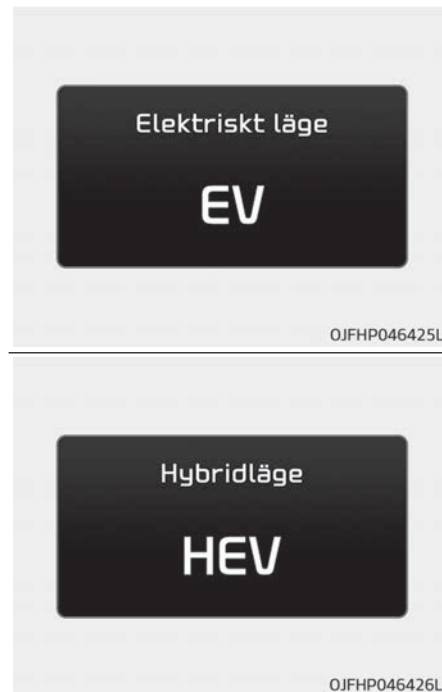 Elektriskt läge
EV
OJFHP046425L
Hybridläge
HEV
OJFHP046426L